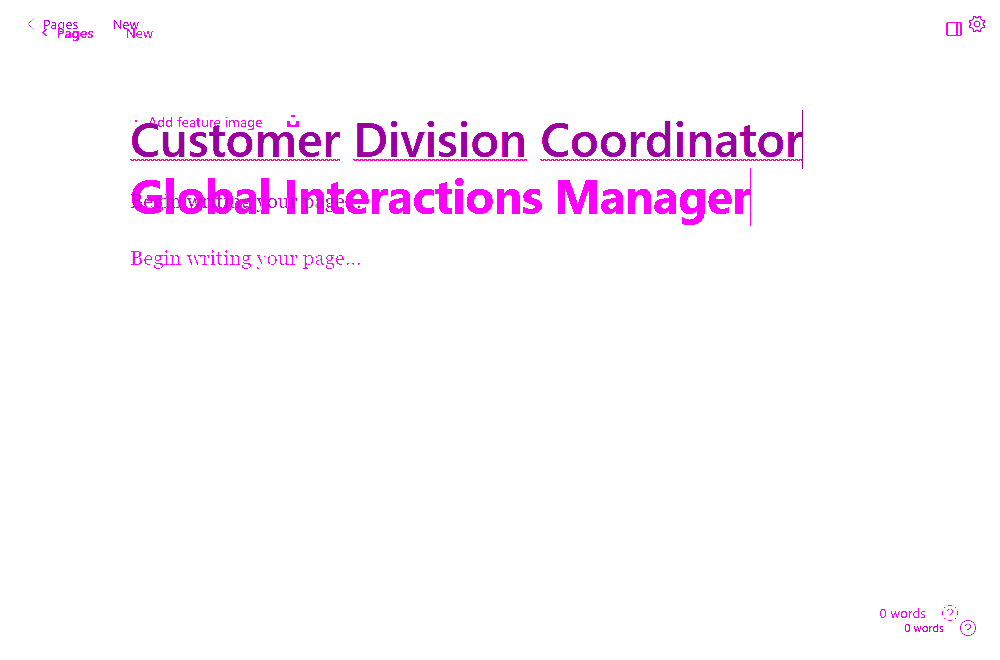 Pages New
Pages New
Add feature image
Customer Division Coordinator
Global Interactions Manager
Begin writing your page...
Begin writing your page...
0 words ?
0 words ?